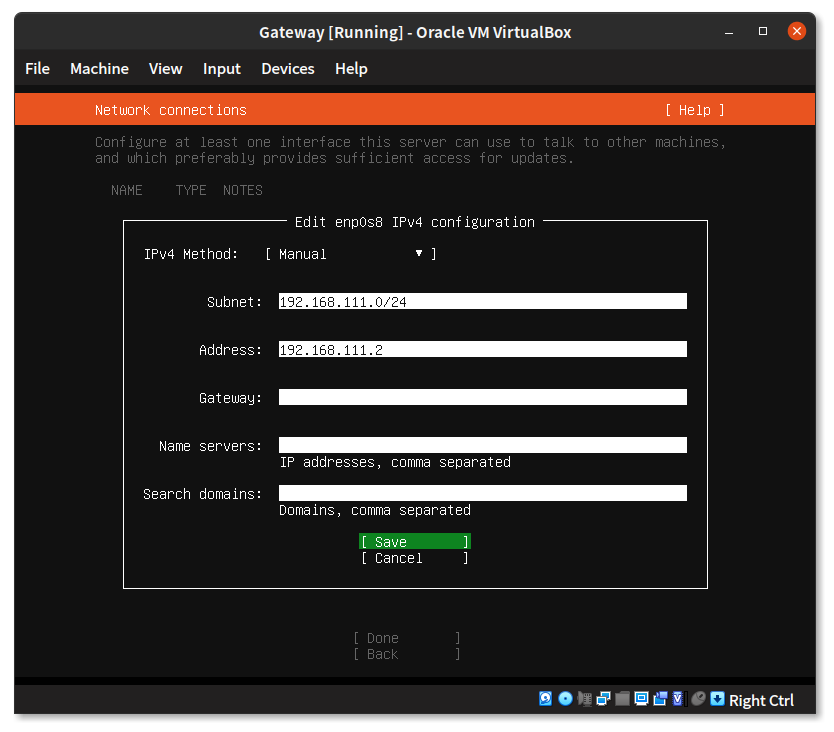 Gateway [Running] - Oracle VM VirtualBox
File Machine View Input Devices Help
Network connections [ Help ]
Configure at least one interface this server can use to talk to other machines,
and which preferably provides sufficient access for updates.
NAME TYPE NOTES
Edit enp0s8 IPv4 configuration
IPv4 Method: [ Manual ▾ ]
Subnet: 192.168.111.0/24
Address: 192.168.111.2
Gateway:
Name servers:
IP addresses, comma separated
Search domains:
Domains, comma separated
[ Save ]
[ Cancel ]
[ Done ]
[ Back ]
Right Ctrl